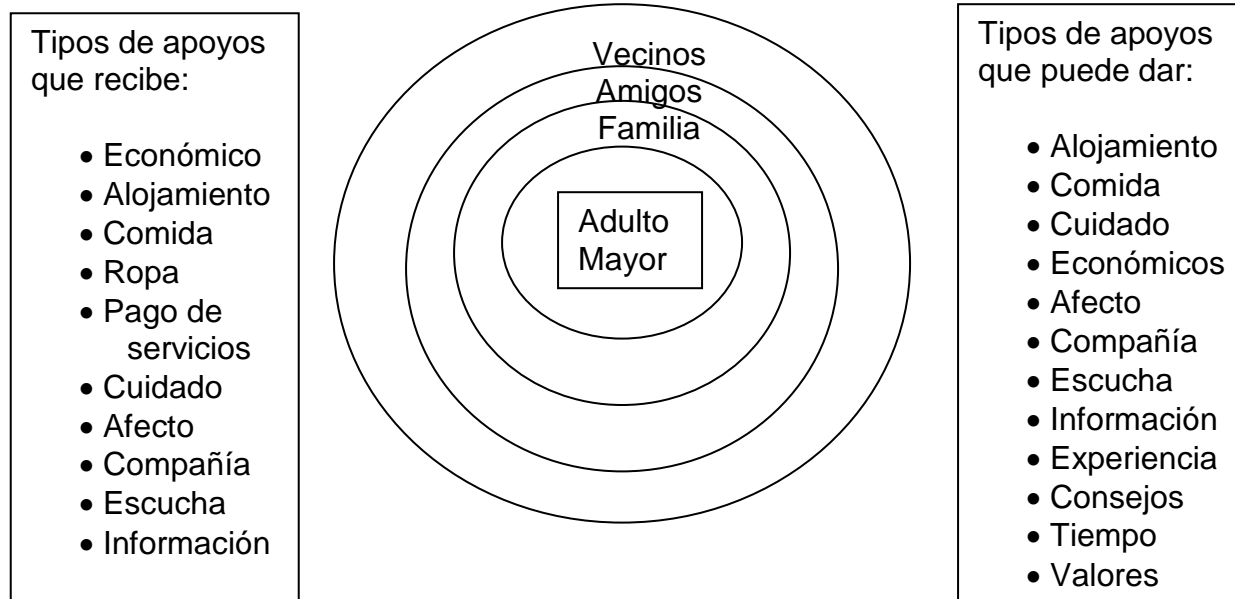 Tipos de apoyos
que recibe:
• Económico
• Alojamiento
• Comida
• Ropa
• Pago de
servicios
• Cuidado
• Afecto
• Compañía
• Escucha
• Información
Vecinos
Amigos
Familia
Adulto
Mayor
Tipos de apoyos
que puede dar:
• Alojamiento
• Comida
• Cuidado
• Económicos
• Afecto
• Compañía
• Escucha
• Información
• Experiencia
• Consejos
• Tiempo
• Valores